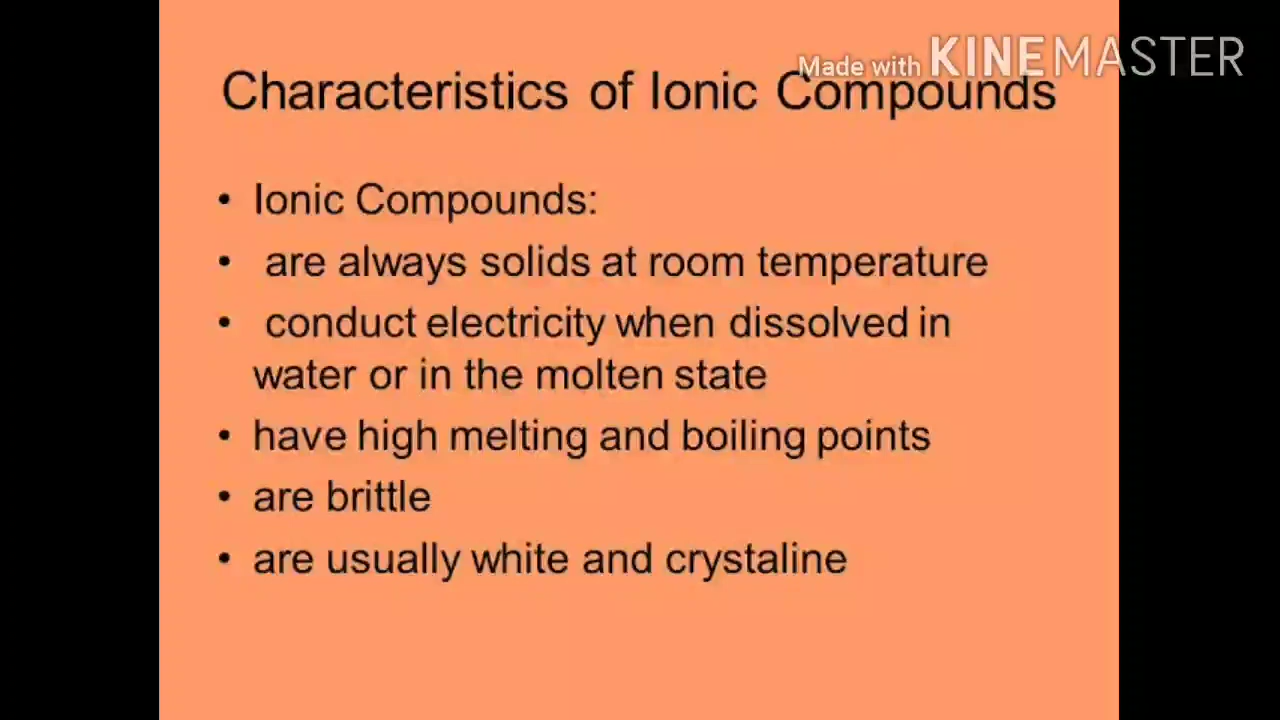 Made with KINEMASTER
Characteristics of Ionic Compounds
• Ionic Compounds:
• are always solids at room temperature
• conduct electricity when dissolved in
water or in the molten state
• have high melting and boiling points
• are brittle
• are usually white and crystaline